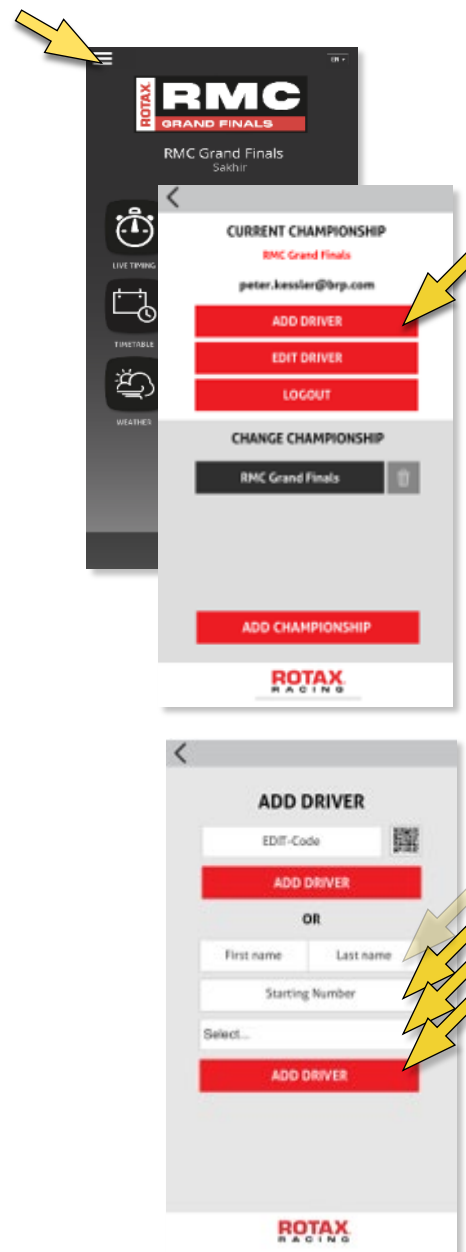 EN
ROTAX
RMC
GRAND FINALS
RMC Grand Finals
Sakhir
LIVE TIMING
TIMETABLE
WEATHER
CURRENT CHAMPIONSHIP
RMC Grand Finals
peter.kessler@brp.com
ADD DRIVER
EDIT DRIVER
LOGOUT
CHANGE CHAMPIONSHIP
RMC Grand Finals
ADD CHAMPIONSHIP
ROTAX
RACING
ADD DRIVER
EDIT-Code
ADD DRIVER
OR
First name Last name
Starting Number
Select...
ADD DRIVER
ROTAX
RACING